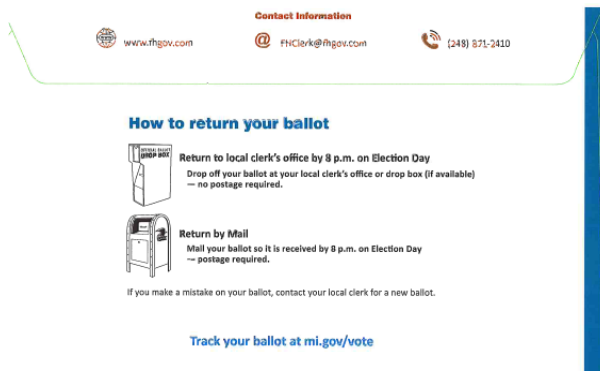 Contact Information
www.fhgov.com
@ FHClerk@fhgov.com
(248) 871-2410
How to return your ballot
OFFICIAL BALLOT
DROP BOX
Return to local clerk's office by 8 p.m. on Election Day
Drop off your ballot at your local clerk's office or drop box (if available)
— no postage required.
Return by Mail
Mail your ballot so it is received by 8 p.m. on Election Day
— postage required.
If you make a mistake on your ballot, contact your local clerk for a new ballot.
Track your ballot at mi.gov/vote